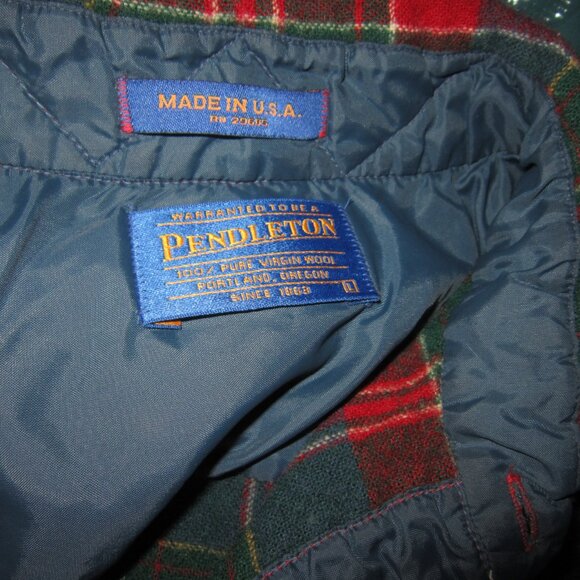 MADE IN U.S.A.
WARRANTED TO BE A
PENDLETON
100% PURE VIRGIN WOOL
PORTLAND, OREGON
SINCE 1863
L